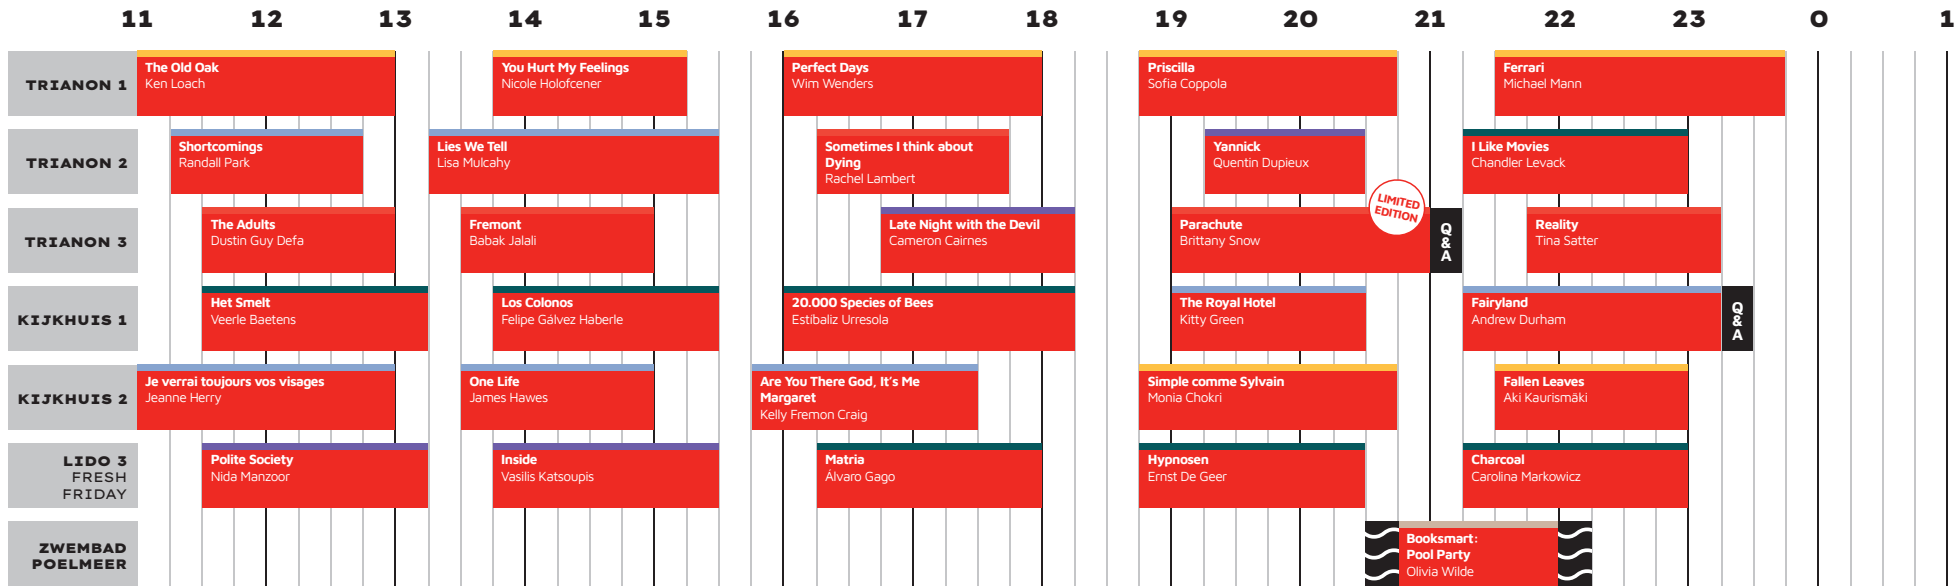 11 12 13 14 15 16 17 18 19 20 21 22 23 0 1
TRIANON 1
The Old Oak
Ken Loach
You Hurt My Feelings
Nicole Holofcener
Perfect Days
Wim Wenders
Priscilla
Sofia Coppola
Ferrari
Michael Mann
TRIANON 2
Shortcomings
Randall Park
Lies We Tell
Lisa Mulcahy
Sometimes I think about
Dying
Rachel Lambert
Yannick
Quentin Dupieux
I Like Movies
Chandler Levack
TRIANON 3
The Adults
Dustin Guy Defa
Fremont
Babak Jalali
Late Night with the Devil
Cameron Cairnes
Parachute
Brittany Snow
LIMITED
EDITION
Q
&
A
Reality
Tina Satter
KIJKHUIS 1
Het Smelt
Veerle Baetens
Los Colonos
Felipe Gálvez Haberle
20.000 Species of Bees
Estíbaliz Urresola
The Royal Hotel
Kitty Green
Fairyland
Andrew Durham
Q
&
A
KIJKHUIS 2
Je verrai toujours vos visages
Jeanne Herry
One Life
James Hawes
Are You There God, It's Me
Margaret
Kelly Fremon Craig
Simple comme Sylvain
Monia Chokri
Fallen Leaves
Aki Kaurismäki
LIDO 3
FRESH
FRIDAY
Polite Society
Nida Manzoor
Inside
Vasilis Katsoupis
Matria
Álvaro Gago
Hypnosen
Ernst De Geer
Charcoal
Carolina Markowicz
ZWEMBAD
POELMEER
Booksmart:
Pool Party
Olivia Wilde